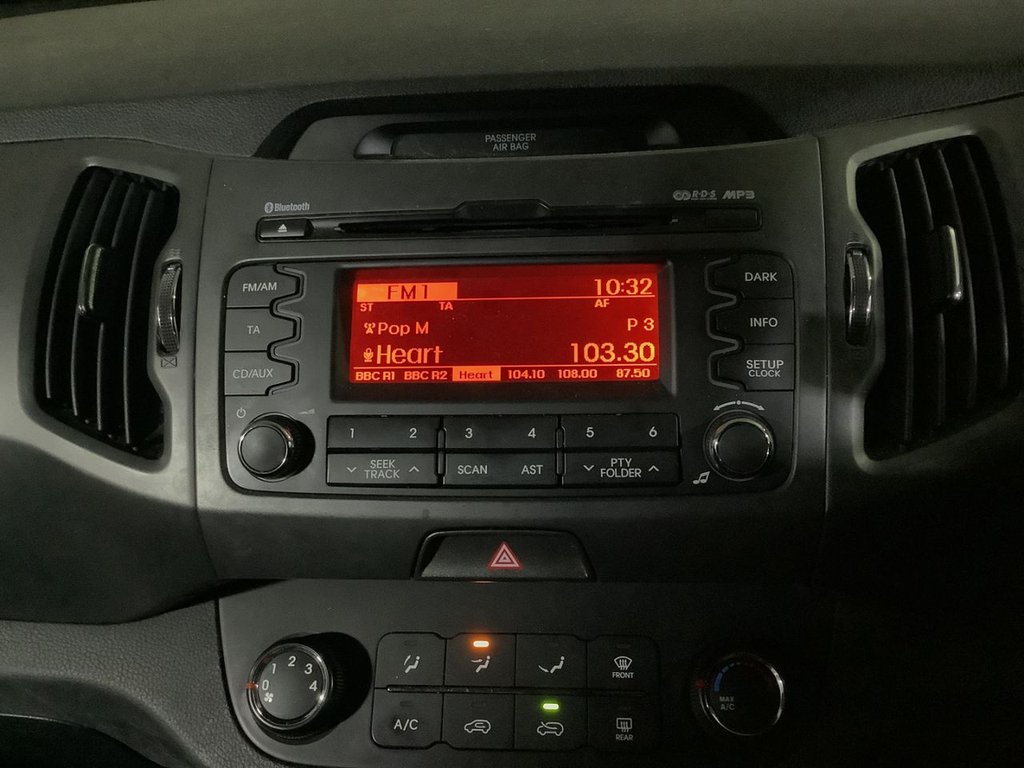 PASSENGER
AIR BAG
Bluetooth
R·D·S MP3
FM/AM
TA
CD/AUX
FM1 10:32
ST TA AF
Pop M P 3
Heart 103.30
BBC R1 BBC R2 Heart 104.10 108.00 87.50
DARK
INFO
SETUP
CLOCK
1 2 3 4 5 6
SEEK
TRACK
SCAN AST
PTY
FOLDER
0 1 2 3 4
FRONT
A/C
REAR
MAX
A/C